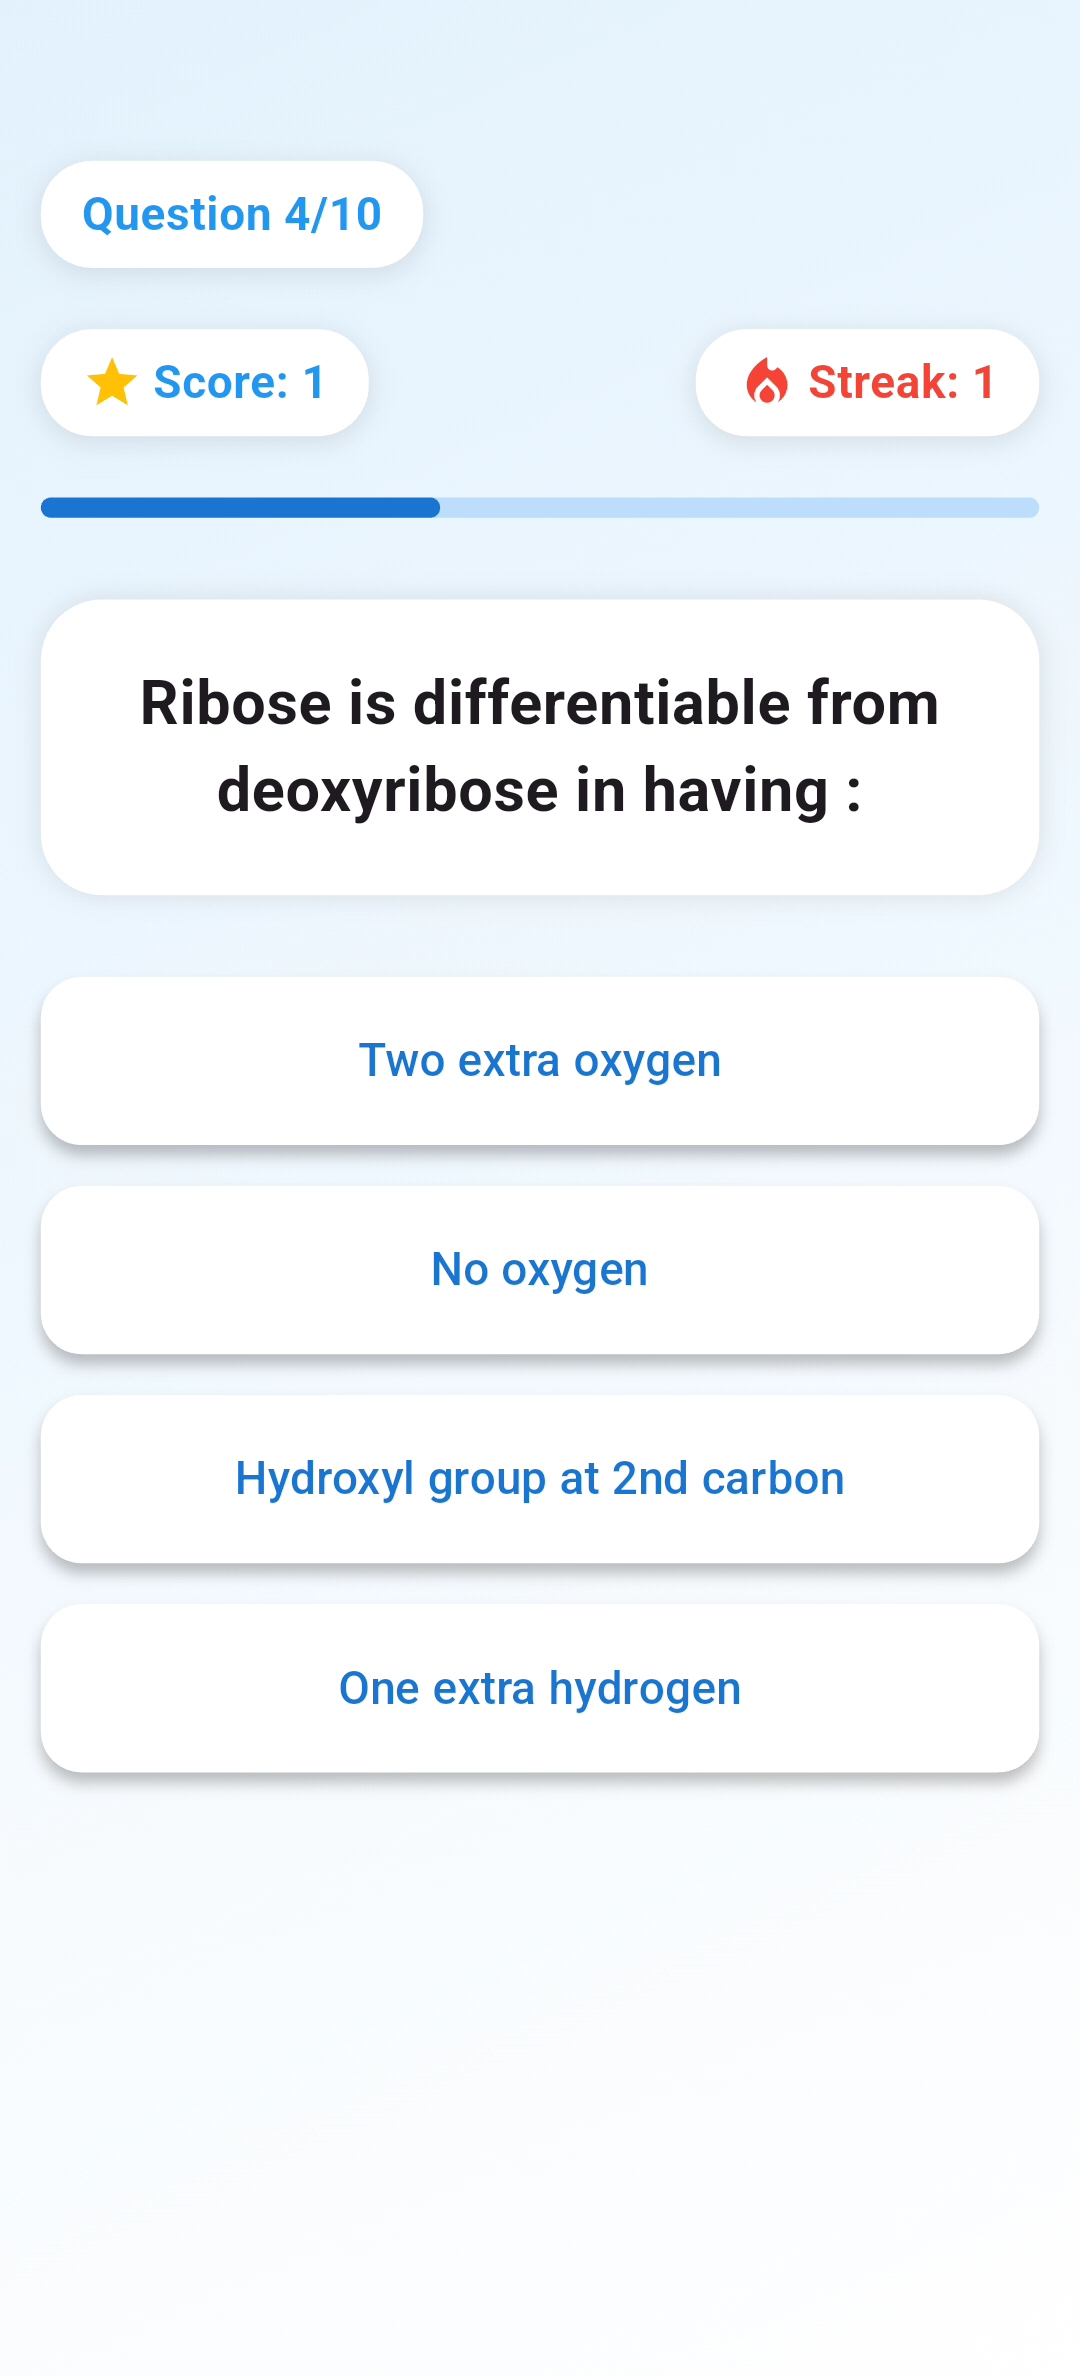 Question 4/10
Score: 1
Streak: 1
Ribose is differentiable from
deoxyribose in having :
Two extra oxygen
No oxygen
Hydroxyl group at 2nd carbon
One extra hydrogen